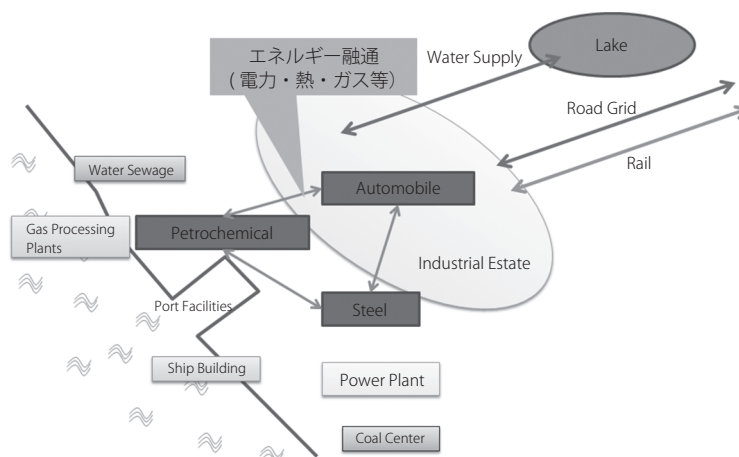 エネルギー融通
( 電力・熱・ガス等)
Water Supply
Lake
Road Grid
Rail
Water Sewage
Automobile
Gas Processing
Plants
Petrochemical
Industrial Estate
Port Facilities
Steel
Ship Building
Power Plant
Coal Center